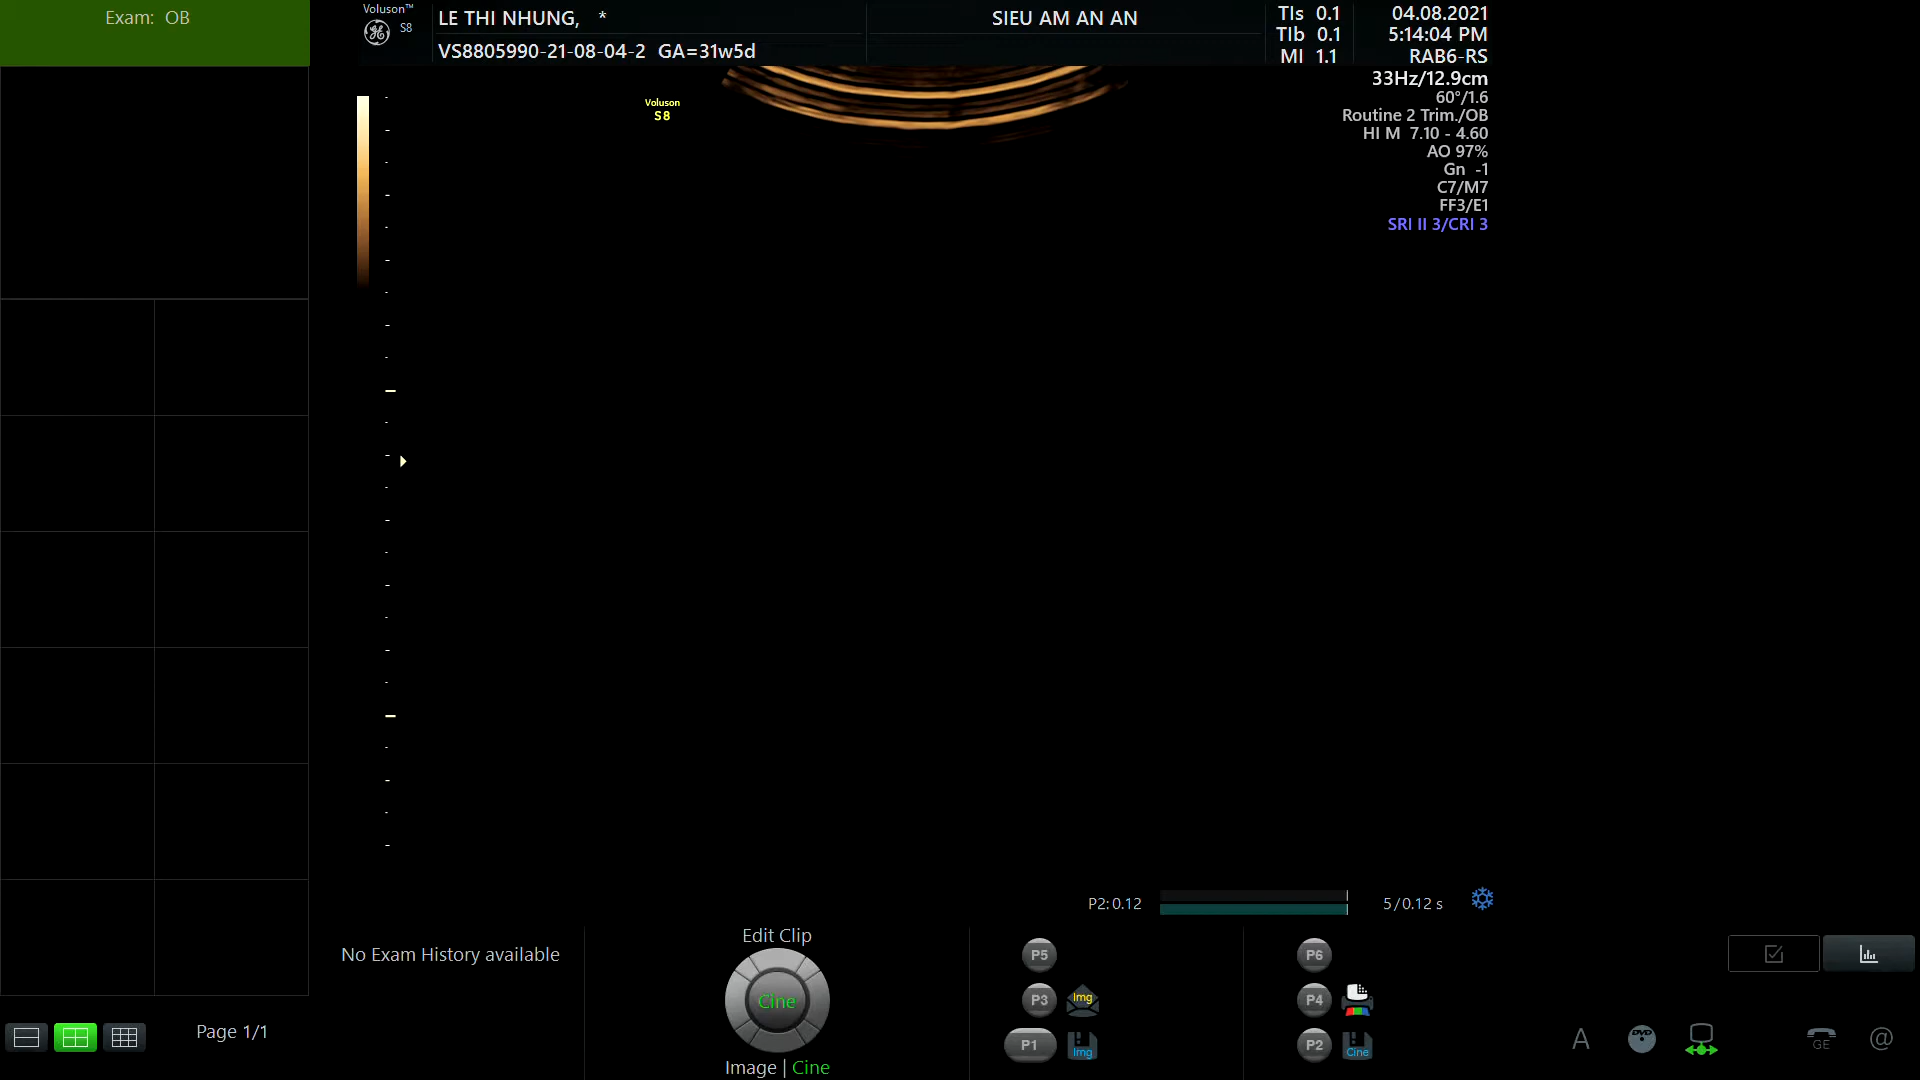 Exam: OB
Voluson™
S8
LE THI NHUNG, *
SIEU AM AN AN
TIs 0.1
04.08.2021
VS8805990-21-08-04-2 GA=31w5d
TIb 0.1
5:14:04 PM
MI 1.1
RAB6-RS
33Hz/12.9cm
60°/1.6
Routine 2 Trim./OB
HI M 7.10 - 4.60
AO 97%
Gn -1
C7/M7
FF3/E1
SRI II 3/CRI 3
Voluson
S8
P2: 0.12
5/0.12 s
No Exam History available
Edit Clip
Cine
Image | Cine
P5
P3
Img
P1
Img
P6
P4
P2
Cine
Page 1/1
A
DVD
GE
@